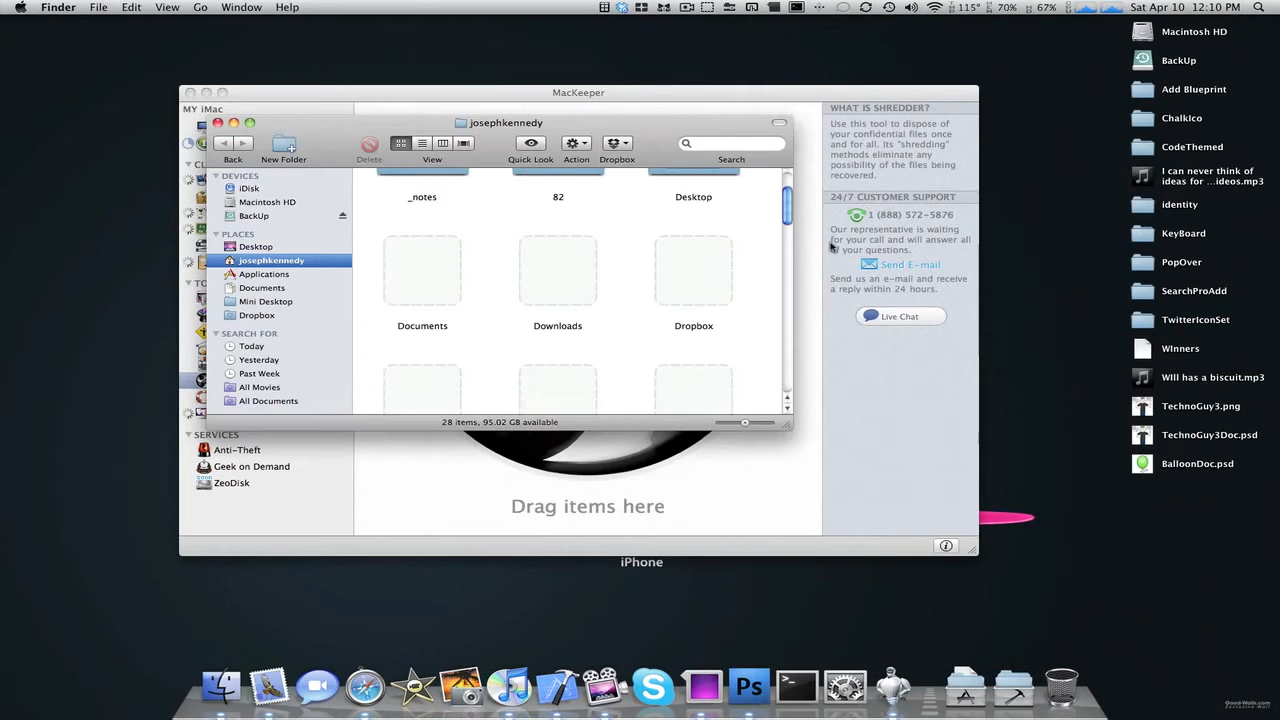 Finder File Edit View Go Window Help
115° 70% 67% Sat Apr 10 12:10 PM
MacKeeper
MY iMac
josephkennedy
Back New Folder Delete View Quick Look Action Dropbox Search
DEVICES
iDisk
Macintosh HD
BackUp
PLACES
Desktop
josephkennedy
Applications
Documents
Mini Desktop
Dropbox
SEARCH FOR
Today
Yesterday
Past Week
All Movies
All Documents
_notes 82 Desktop
Documents Downloads Dropbox
28 items, 95.02 GB available
SERVICES
Anti-Theft
Geek on Demand
ZeoDisk
Drag items here
WHAT IS SHREDDER?
Use this tool to dispose of
your confidential files once
and for all. Its "shredding"
methods eliminate any
possibility of the files being
recovered.
24/7 CUSTOMER SUPPORT
1 (888) 572-5876
Our representative is waiting
for your call and will answer all
of your questions.
Send E-mail
Send us an e-mail and receive
a reply within 24 hours.
Live Chat
iPhone
Macintosh HD
BackUp
Add Blueprint
ChalkIco
CodeThemed
I can never think of
ideas for ...ideos.mp3
identity
KeyBoard
PopOver
SearchProAdd
TwitterIconSet
WInners
WIll has a biscuit.mp3
TechnoGuy3.png
TechnoGuy3Doc.psd
BalloonDoc.psd
Ps
Good-Walls.com